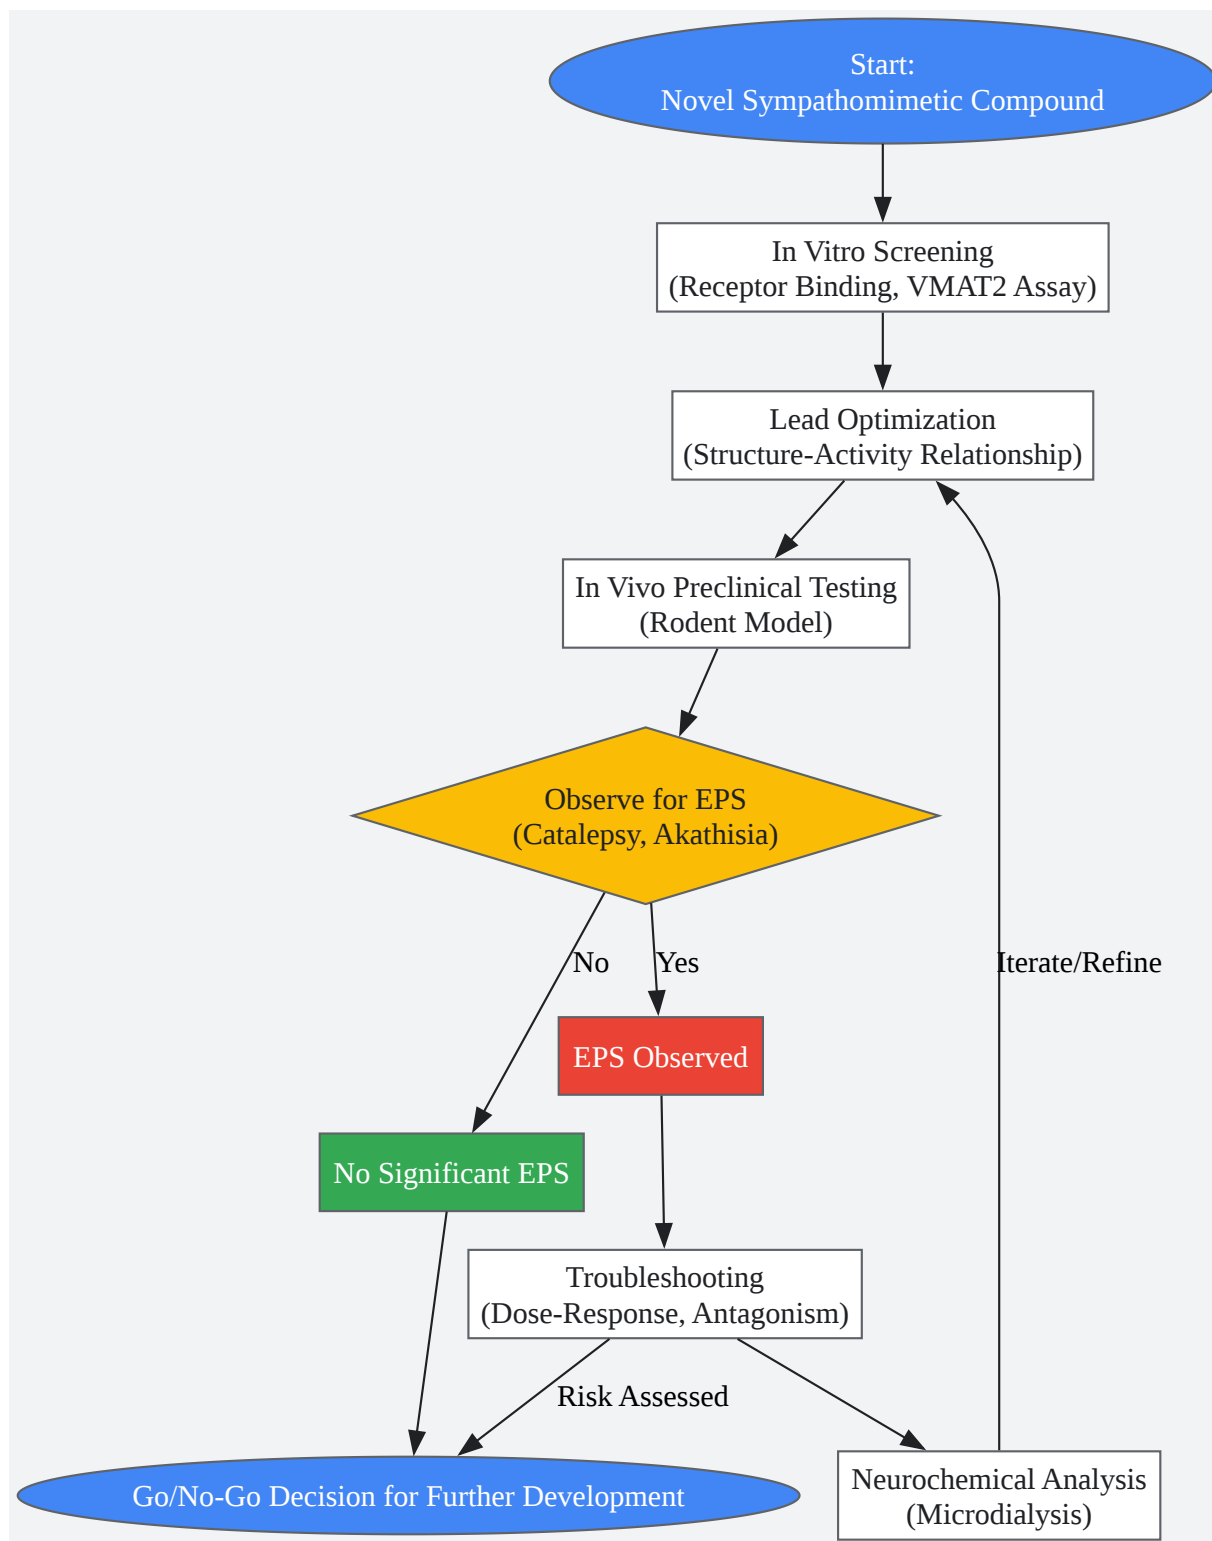 Start:
Novel Sympathomimetic Compound
In Vitro Screening
(Receptor Binding, VMAT2 Assay)
Lead Optimization
(Structure-Activity Relationship)
In Vivo Preclinical Testing
(Rodent Model)
Observe for EPS
(Catalepsy, Akathisia)
No
Yes
Iterate/Refine
EPS Observed
No Significant EPS
Troubleshooting
(Dose-Response, Antagonism)
Risk Assessed
Go/No-Go Decision for Further Development
Neurochemical Analysis
(Microdialysis)